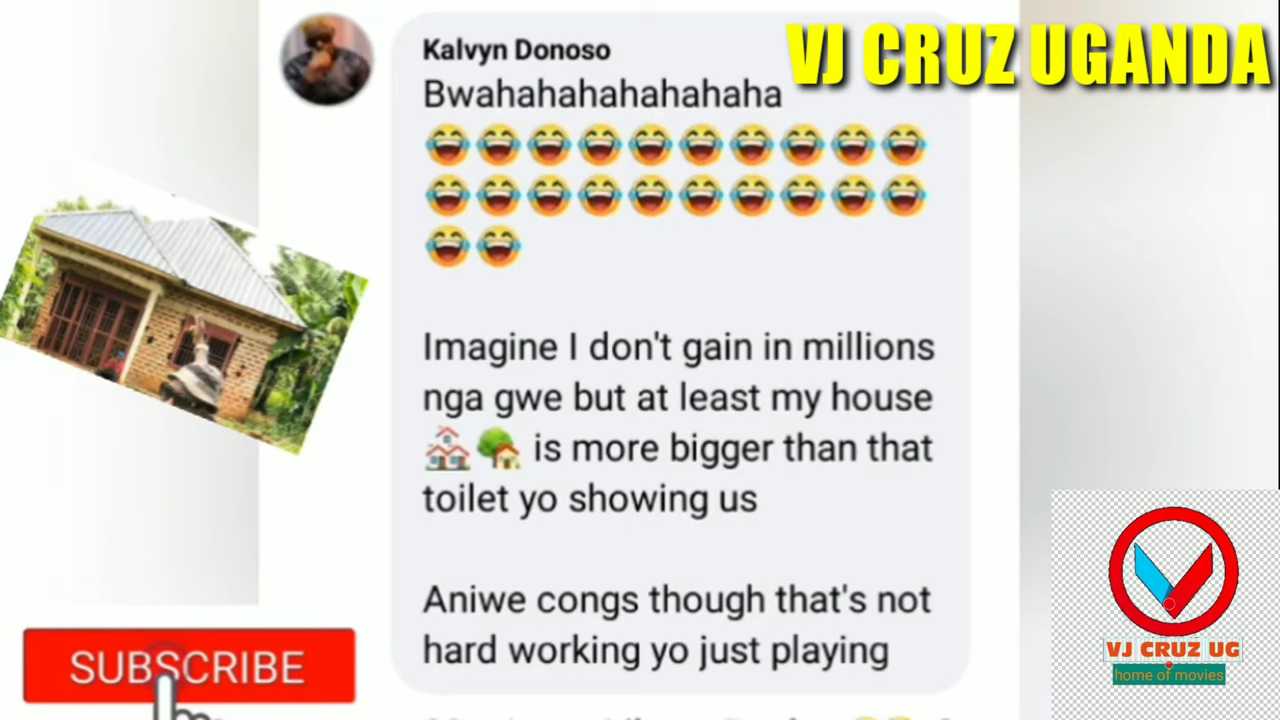 VJ CRUZ UGANDA
Kalvyn Donoso
Bwahahahahahahaha
😂😂😂😂😂😂😂😂😂😂
😂😂😂😂😂😂😂😂😂😂
😂😂
Imagine I don't gain in millions
nga gwe but at least my house
🏘️🏡 is more bigger than that
toilet yo showing us
Aniwe congs though that's not
hard working yo just playing
SUBSCRIBE
VJ CRUZ UG
home of movies